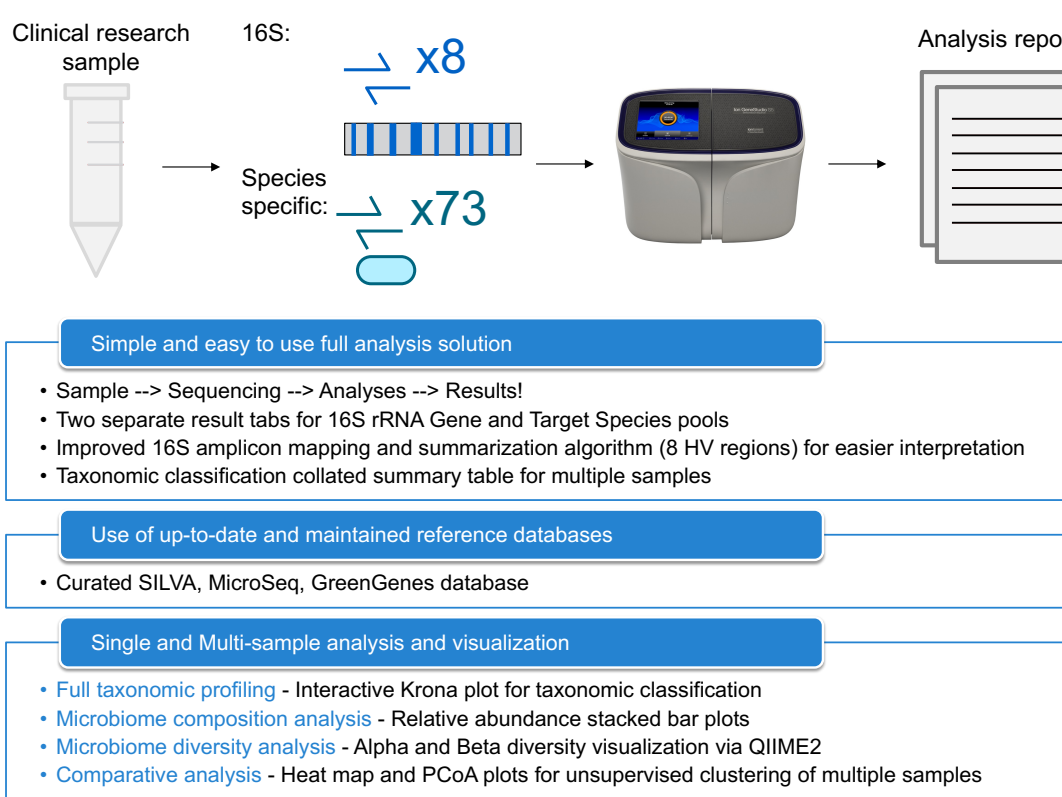 Clinical research
sample
16S:
x8
Species
specific:
x73
Ion GeneStudio S5
Analysis repo
Simple and easy to use full analysis solution
• Sample --> Sequencing --> Analyses --> Results!
• Two separate result tabs for 16S rRNA Gene and Target Species pools
• Improved 16S amplicon mapping and summarization algorithm (8 HV regions) for easier interpretation
• Taxonomic classification collated summary table for multiple samples
Use of up-to-date and maintained reference databases
• Curated SILVA, MicroSeq, GreenGenes database
Single and Multi-sample analysis and visualization
• Full taxonomic profiling - Interactive Krona plot for taxonomic classification
• Microbiome composition analysis - Relative abundance stacked bar plots
• Microbiome diversity analysis - Alpha and Beta diversity visualization via QIIME2
• Comparative analysis - Heat map and PCoA plots for unsupervised clustering of multiple samples